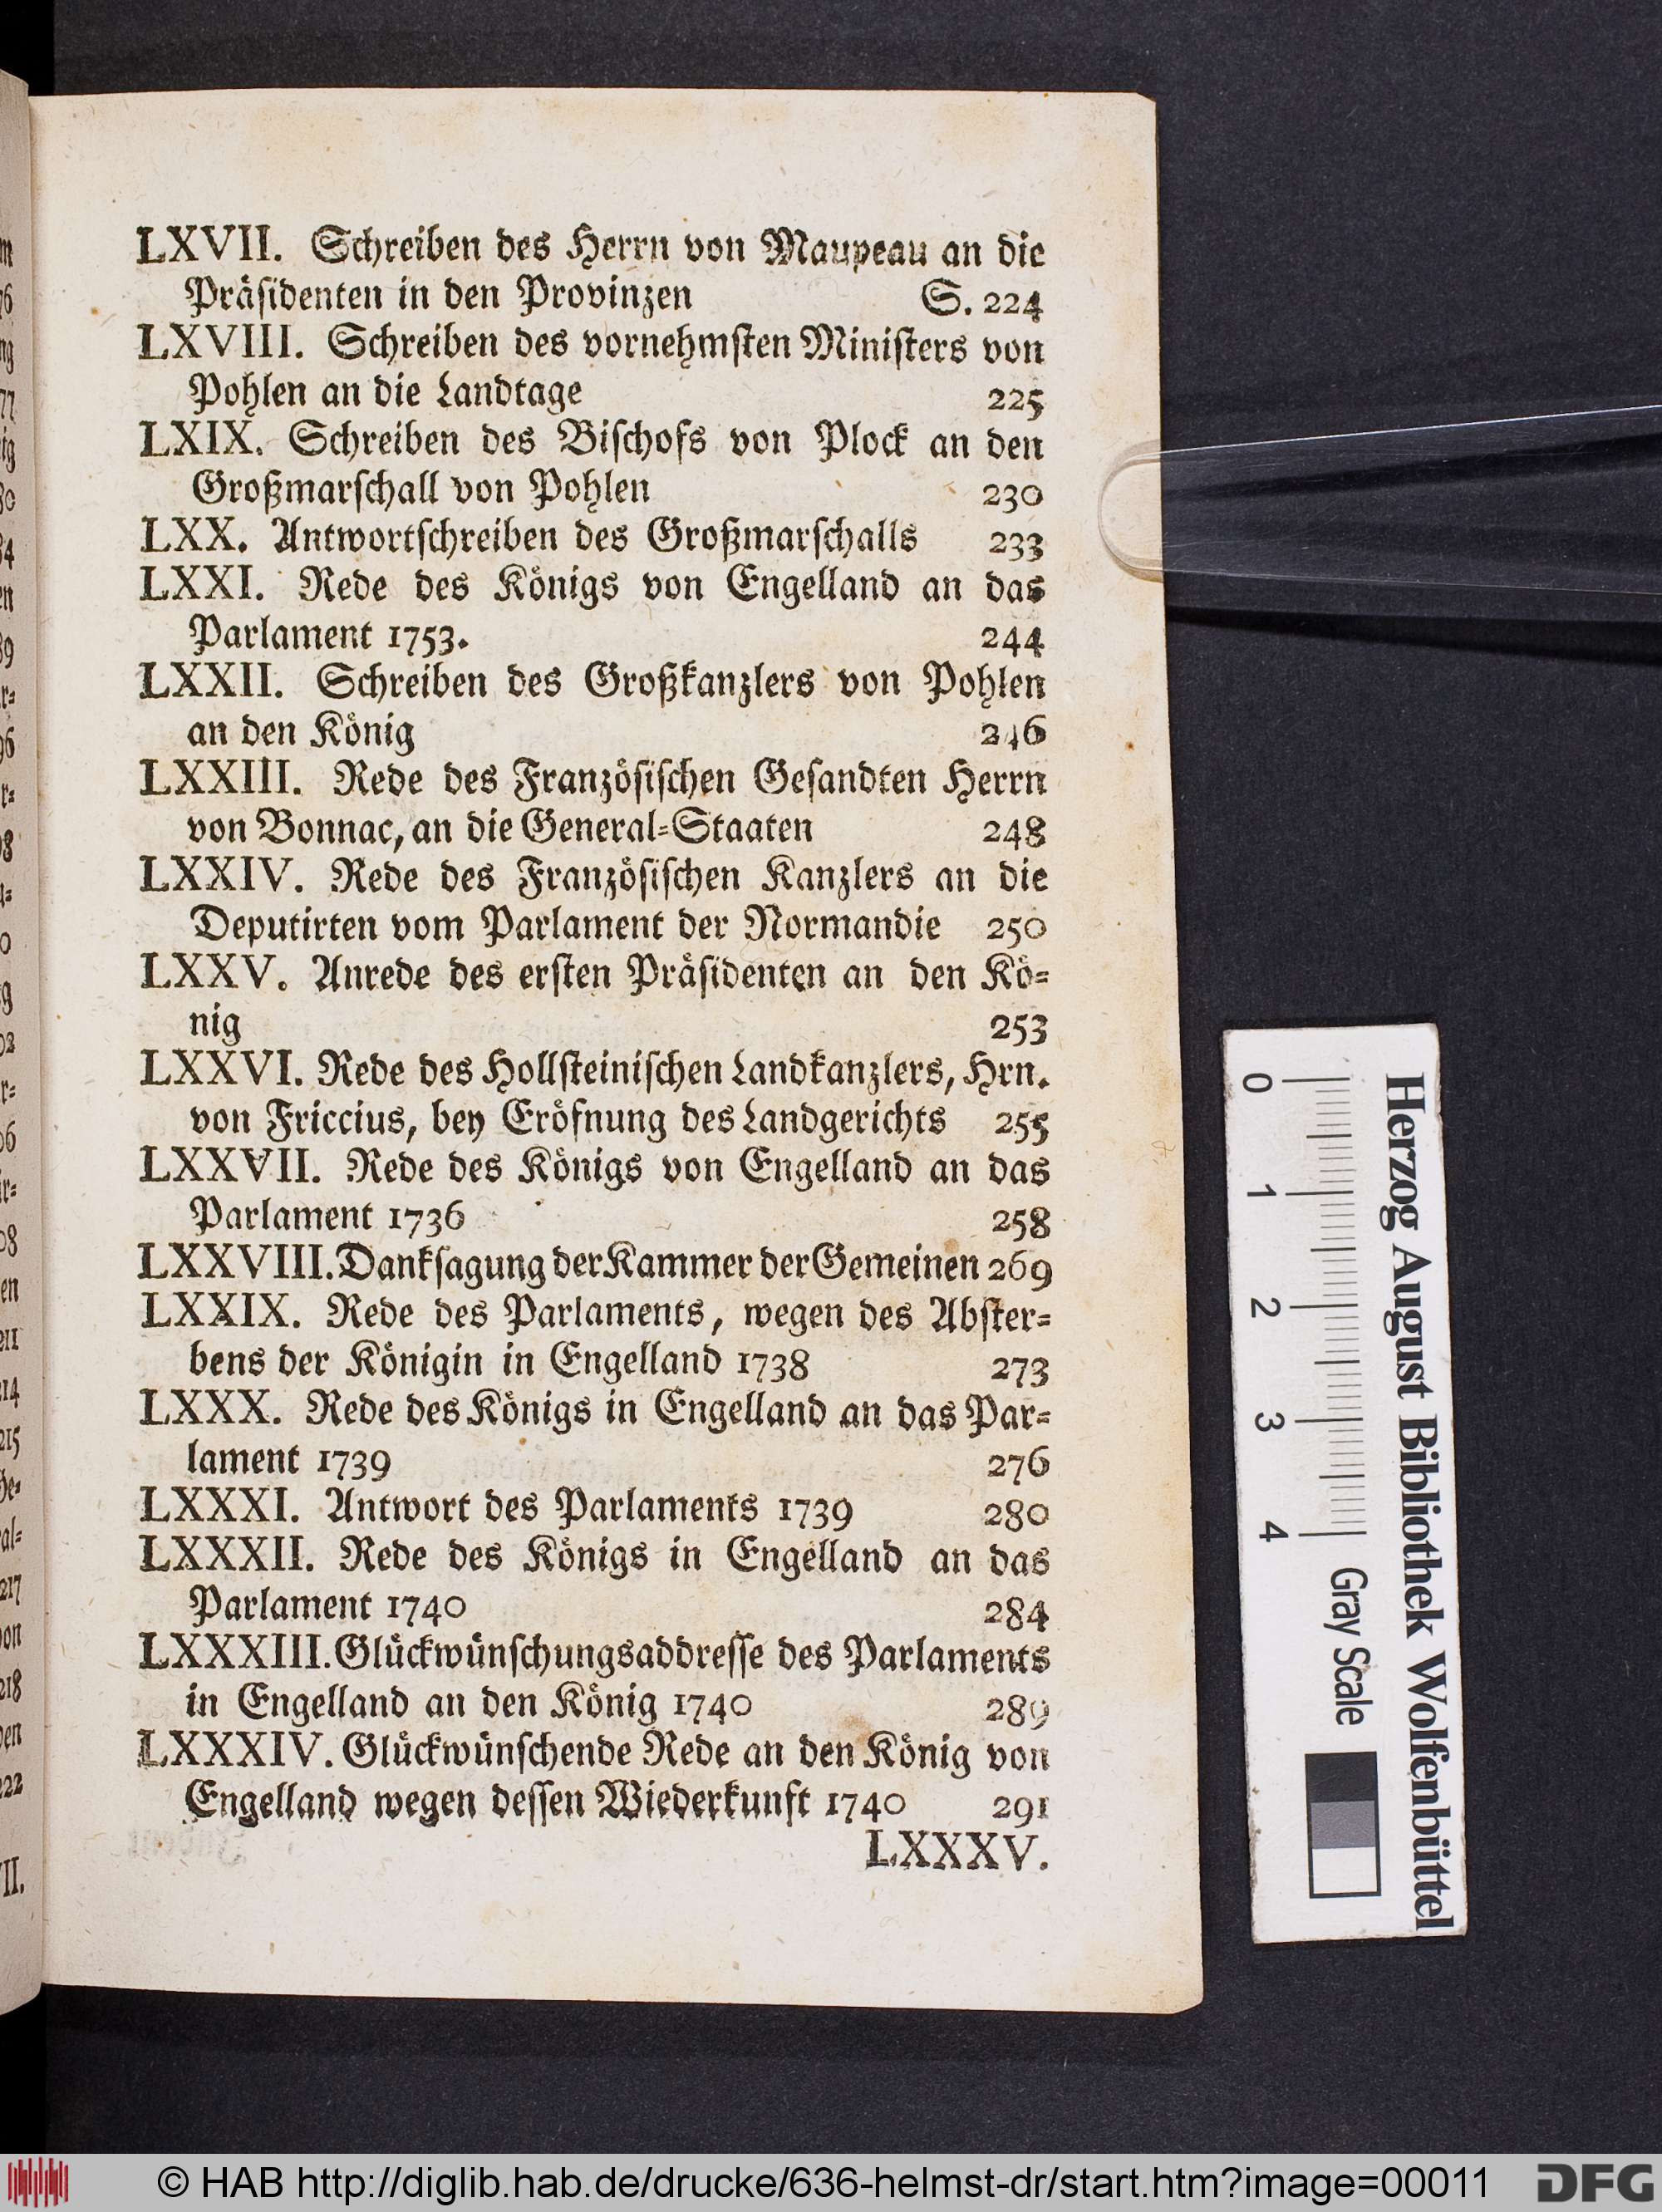 LXVII. Schreiben des Herrn von Maupeau an die
Präsidenten in den Provinzen S. 224
LXVIII. Schreiben des vornehmsten Ministers von
Pohlen an die Landtage 225
LXIX. Schreiben des Bischofs von Plock an den
Großmarschall von Pohlen 230
LXX. Antwortschreiben des Großmarschalls 233
LXXI. Rede des Königs von Engelland an das
Parlament 1753. 244
LXXII. Schreiben des Großkanzlers von Pohlen
an den König 246
LXXIII. Rede des Französischen Gesandten Herrn
von Bonnac, an die General-Staaten 248
LXXIV. Rede des Französischen Kanzlers an die
Deputirten vom Parlament der Normandie 250
LXXV. Anrede des ersten Präsidenten an den Kö-
nig 253
LXXVI. Rede des Hollsteinischen Landkanzlers, Hrn.
von Friccius, bey Eröfnung des Landgerichts 255
LXXVII. Rede des Königs von Engelland an das
Parlament 1736 258
LXXVIII. Danksagung der Kammer der Gemeinen 269
LXXIX. Rede des Parlaments, wegen des Abster-
bens der Königin in Engelland 1738 273
LXXX. Rede des Königs in Engelland an das Par-
lament 1739 276
LXXXI. Antwort des Parlaments 1739 280
LXXXII. Rede des Königs in Engelland an das
Parlament 1740 284
LXXXIII. Glückwünschungsaddresse des Parlaments
in Engelland an den König 1740 289
LXXXIV. Glückwünschende Rede an den König von
Engelland wegen dessen Wiederkunft 1740 291
LXXXV.
Herzog August Bibliothek Wolfenbüttel
0 1 2 3 4 Gray Scale
© HAB http://diglib.hab.de/drucke/636-helmst-dr/start.htm?image=00011
DFG